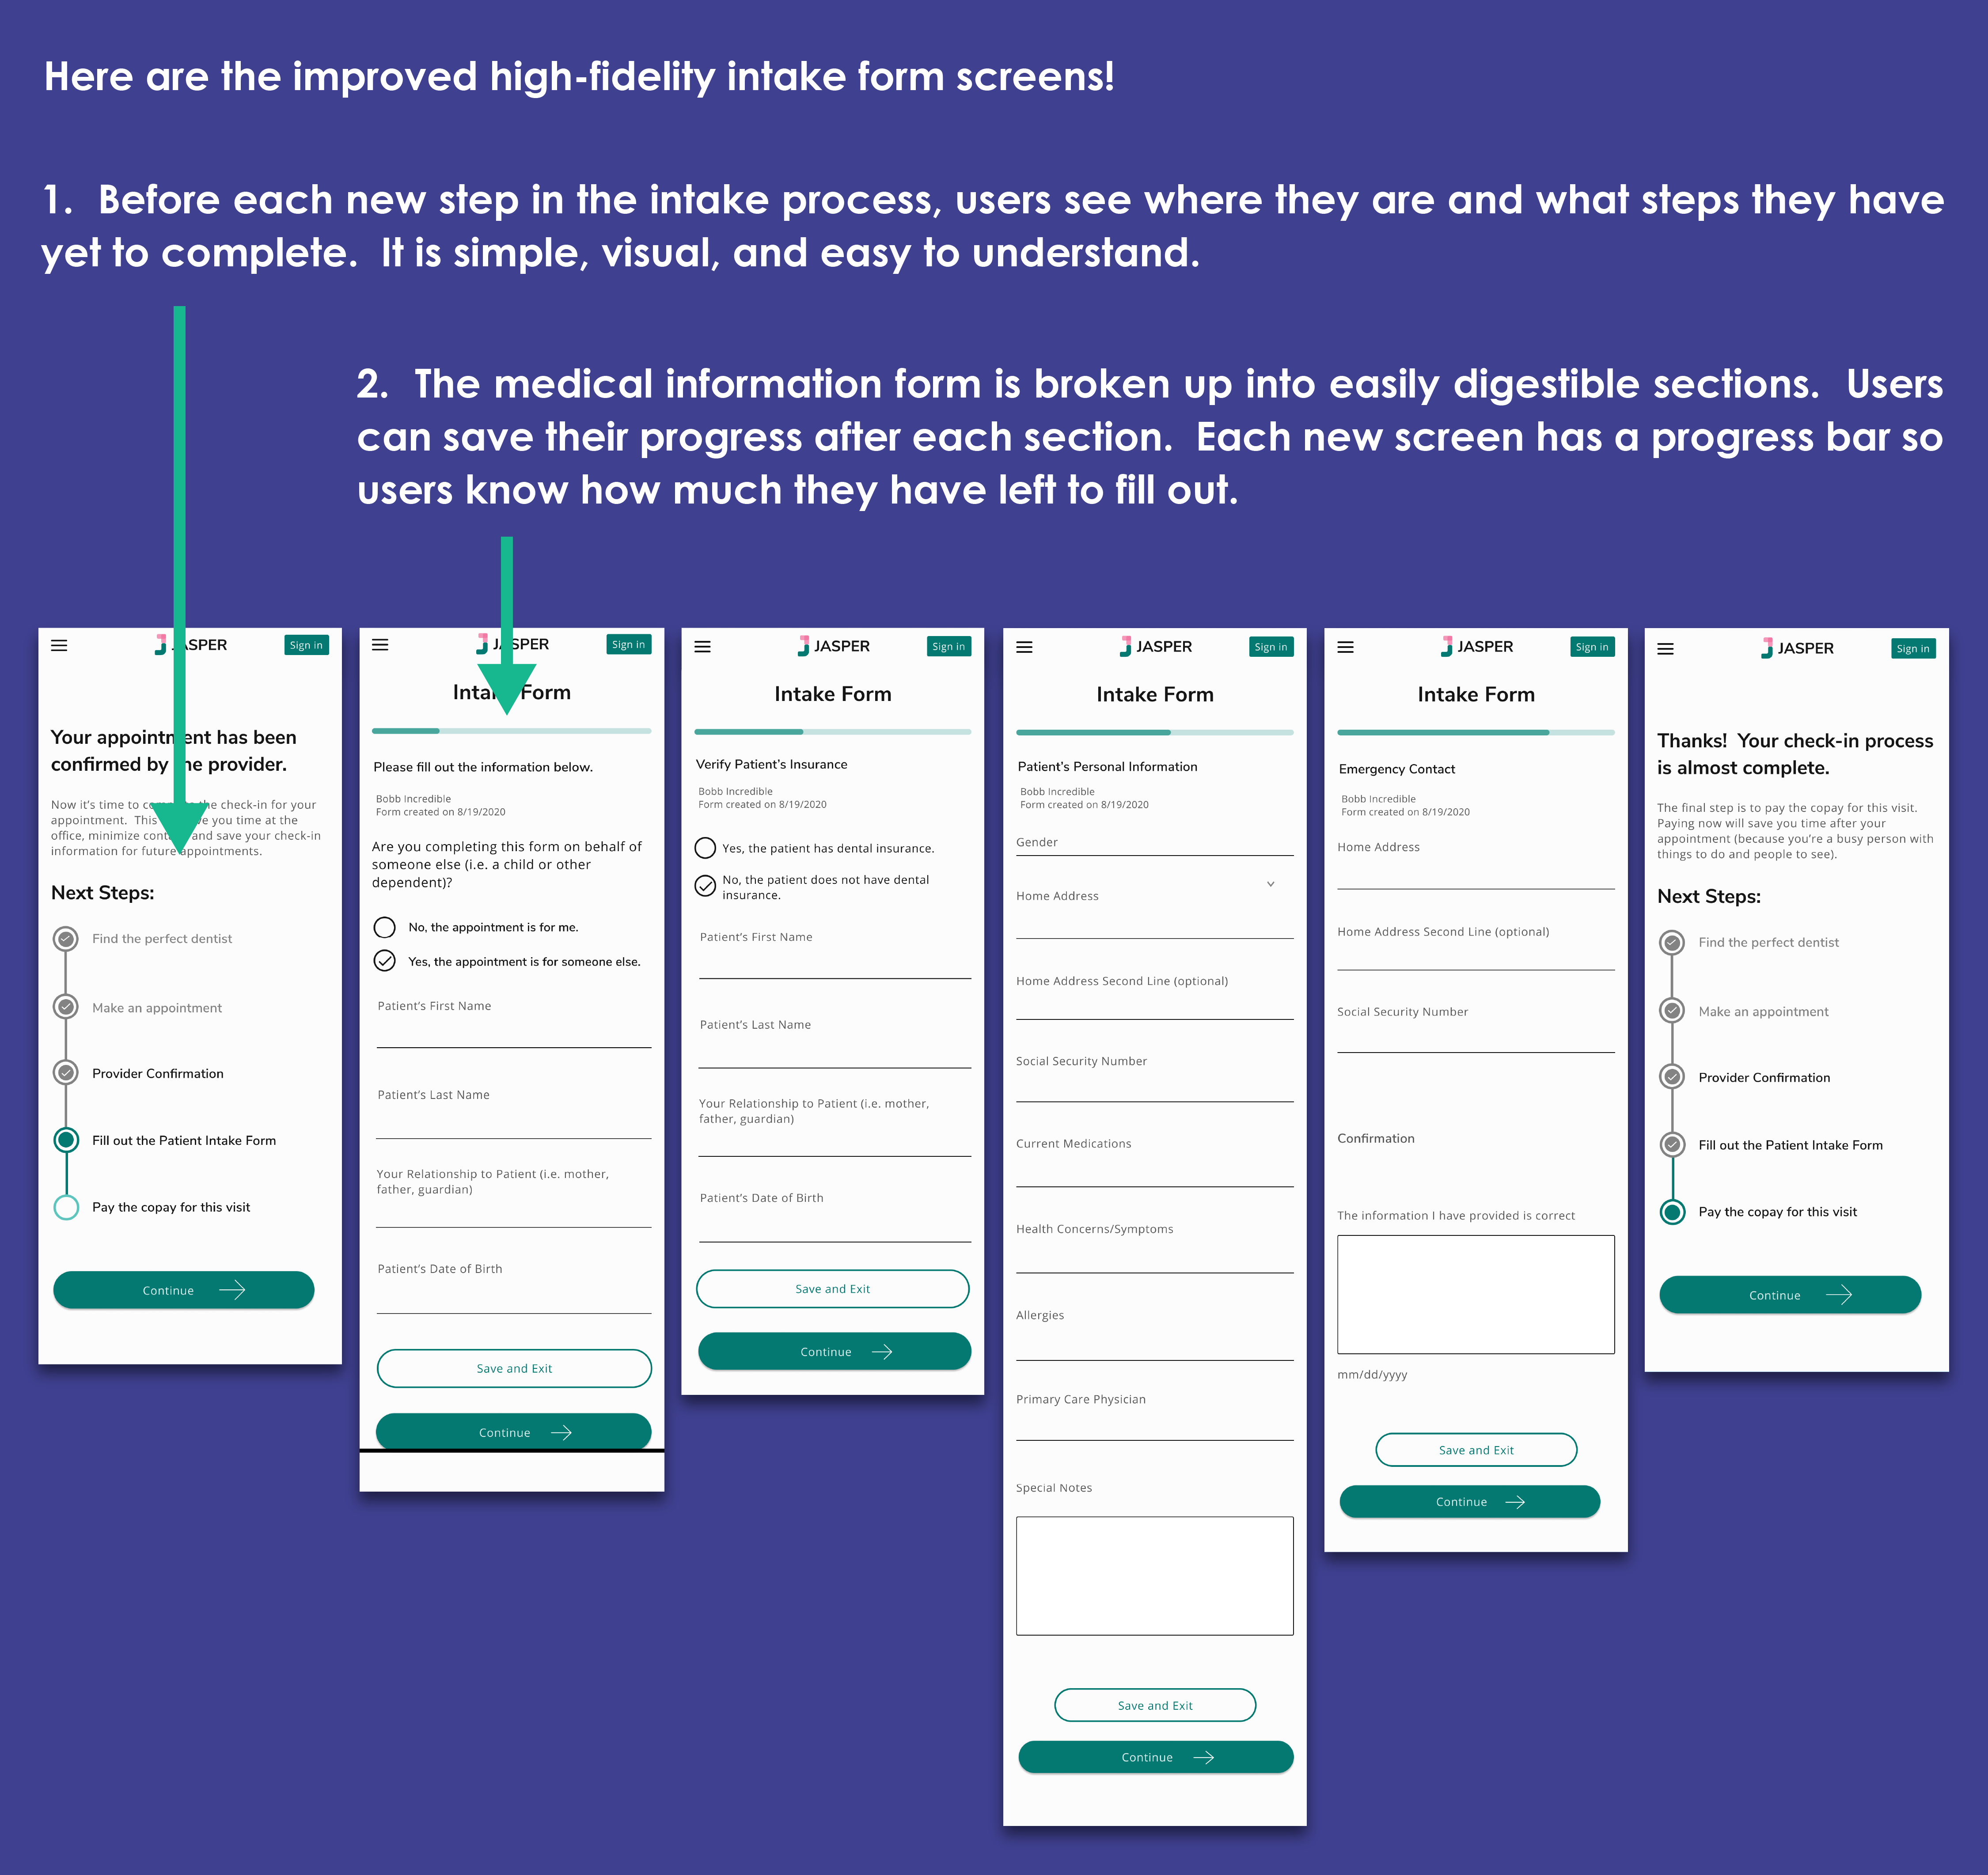 Here are the improved high-fidelity intake form screens!
1. Before each new step in the intake process, users see where they are and what steps they have
yet to complete. It is simple, visual, and easy to understand.
2. The medical information form is broken up into easily digestible sections. Users
can save their progress after each section. Each new screen has a progress bar so
users know how much they have left to fill out.
JASPER
Sign in
Your appointment has been
confirmed by the provider.
Now it's time to the check-in for your
appointment. This you time at the
office, minimize and save your check-in
information for future appointments.
Next Steps:
Find the perfect dentist
Make an appointment
Provider Confirmation
Fill out the Patient Intake Form
Pay the copay for this visit
Continue
JASPER
Sign in
Intake Form
Please fill out the information below.
Bobb Incredible
Form created on 8/19/2020
Are you completing this form on behalf of
someone else (i.e. a child or other
dependent)?
No, the appointment is for me.
Yes, the appointment is for someone else.
Patient's First Name
Patient's Last Name
Your Relationship to Patient (i.e. mother,
father, guardian)
Patient's Date of Birth
Save and Exit
Continue
JASPER
Sign in
Intake Form
Verify Patient's Insurance
Bobb Incredible
Form created on 8/19/2020
Yes, the patient has dental insurance.
No, the patient does not have dental
insurance.
Patient's First Name
Patient's Last Name
Your Relationship to Patient (i.e. mother,
father, guardian)
Patient's Date of Birth
Save and Exit
Continue
JASPER
Sign in
Intake Form
Patient's Personal Information
Bobb Incredible
Form created on 8/19/2020
Gender
Home Address
Home Address Second Line (optional)
Social Security Number
Current Medications
Health Concerns/Symptoms
Allergies
Primary Care Physician
Special Notes
Save and Exit
Continue
JASPER
Sign in
Intake Form
Emergency Contact
Bobb Incredible
Form created on 8/19/2020
Home Address
Home Address Second Line (optional)
Social Security Number
Confirmation
The information I have provided is correct
mm/dd/yyyy
Save and Exit
Continue
JASPER
Sign in
Thanks! Your check-in process
is almost complete.
The final step is to pay the copay for this visit.
Paying now will save you time after your
appointment (because you're a busy person with
things to do and people to see).
Next Steps:
Find the perfect dentist
Make an appointment
Provider Confirmation
Fill out the Patient Intake Form
Pay the copay for this visit
Continue